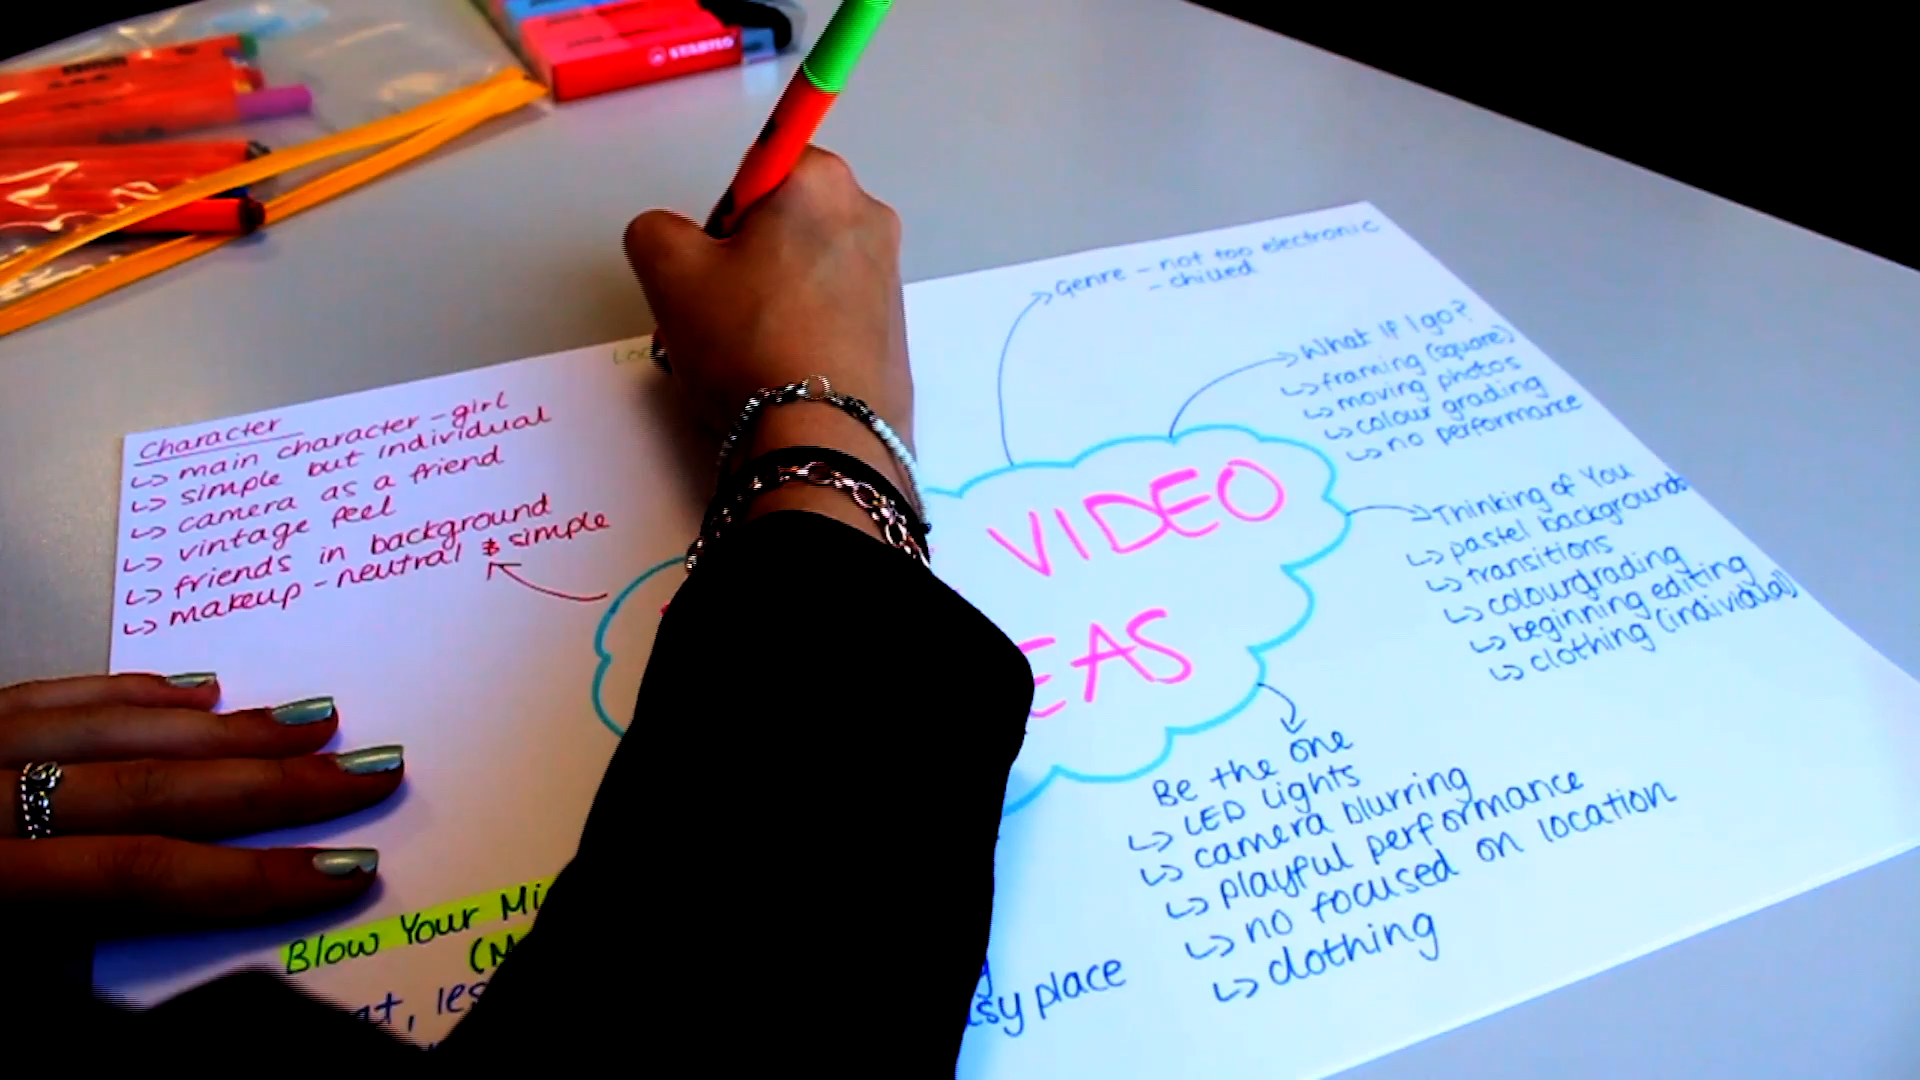 STABILO
Genre - not too electronic
- chilled
What If I go?
↳ framing (square)
↳ moving photos
↳ colour grading
↳ no performance
Character
↳ main character - girl
↳ simple but individual
↳ camera as a friend
↳ vintage feel
↳ friends in background
↳ makeup - neutral & simple
VIDEO
EAS
Thinking of You
↳ pastel backgrounds
↳ transitions
↳ colourgrading
↳ beginning editing
↳ clothing (individual)
Be the one
↳ LED lights
↳ camera blurring
↳ playful performance
↳ no focused on location
↳ clothing
Blow Your Mi
(M
place